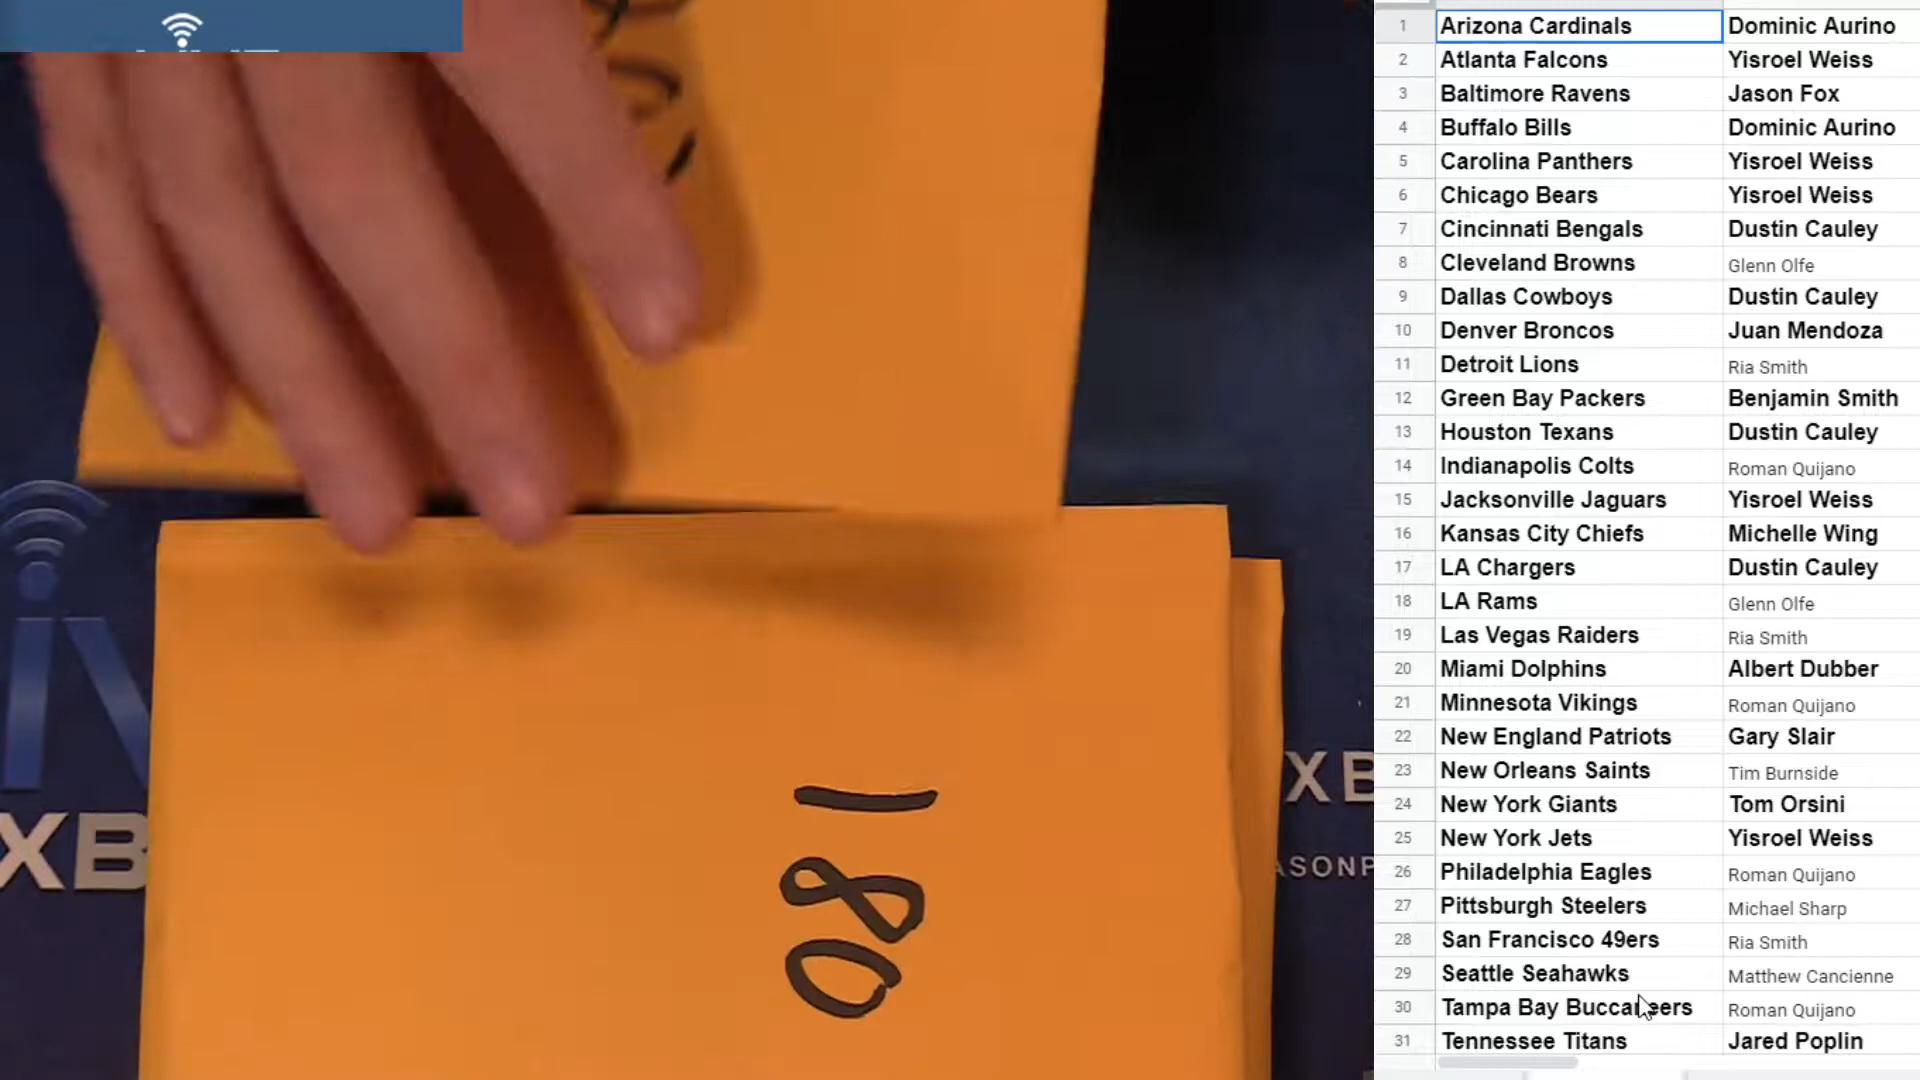 180
XB
XB
ASONP
1 Arizona Cardinals Dominic Aurino
2 Atlanta Falcons Yisroel Weiss
3 Baltimore Ravens Jason Fox
4 Buffalo Bills Dominic Aurino
5 Carolina Panthers Yisroel Weiss
6 Chicago Bears Yisroel Weiss
7 Cincinnati Bengals Dustin Cauley
8 Cleveland Browns Glenn Olfe
9 Dallas Cowboys Dustin Cauley
10 Denver Broncos Juan Mendoza
11 Detroit Lions Ria Smith
12 Green Bay Packers Benjamin Smith
13 Houston Texans Dustin Cauley
14 Indianapolis Colts Roman Quijano
15 Jacksonville Jaguars Yisroel Weiss
16 Kansas City Chiefs Michelle Wing
17 LA Chargers Dustin Cauley
18 LA Rams Glenn Olfe
19 Las Vegas Raiders Ria Smith
20 Miami Dolphins Albert Dubber
21 Minnesota Vikings Roman Quijano
22 New England Patriots Gary Slair
23 New Orleans Saints Tim Burnside
24 New York Giants Tom Orsini
25 New York Jets Yisroel Weiss
26 Philadelphia Eagles Roman Quijano
27 Pittsburgh Steelers Michael Sharp
28 San Francisco 49ers Ria Smith
29 Seattle Seahawks Matthew Cancienne
30 Tampa Bay Buccaneers Roman Quijano
31 Tennessee Titans Jared Poplin